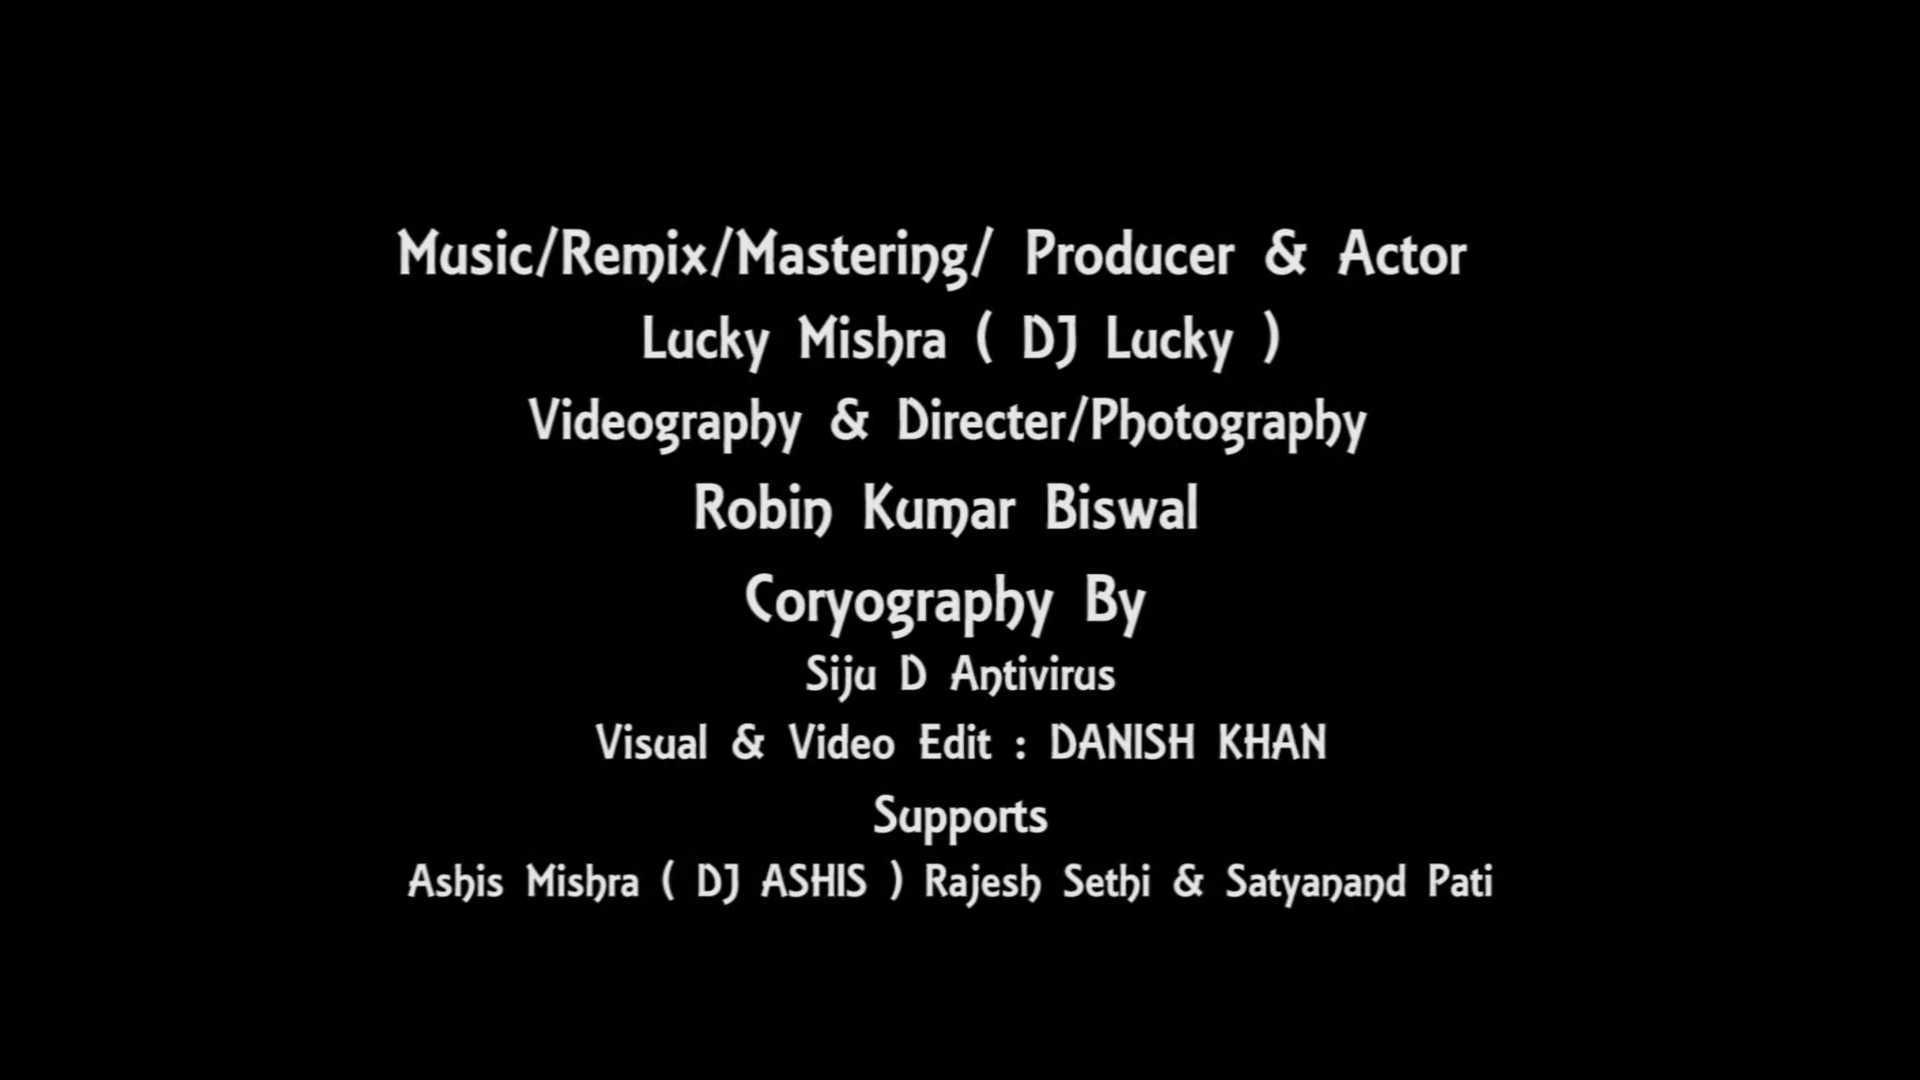 Music/Remix/Mastering/ Producer & Actor
Lucky Mishra ( DJ Lucky )
Videography & Directer/Photography
Robin Kumar Biswal
Coryography By
Siju D Antivirus
Visual & Video Edit : DANISH KHAN
Supports
Ashis Mishra ( DJ ASHIS ) Rajesh Sethi & Satyanand Pati